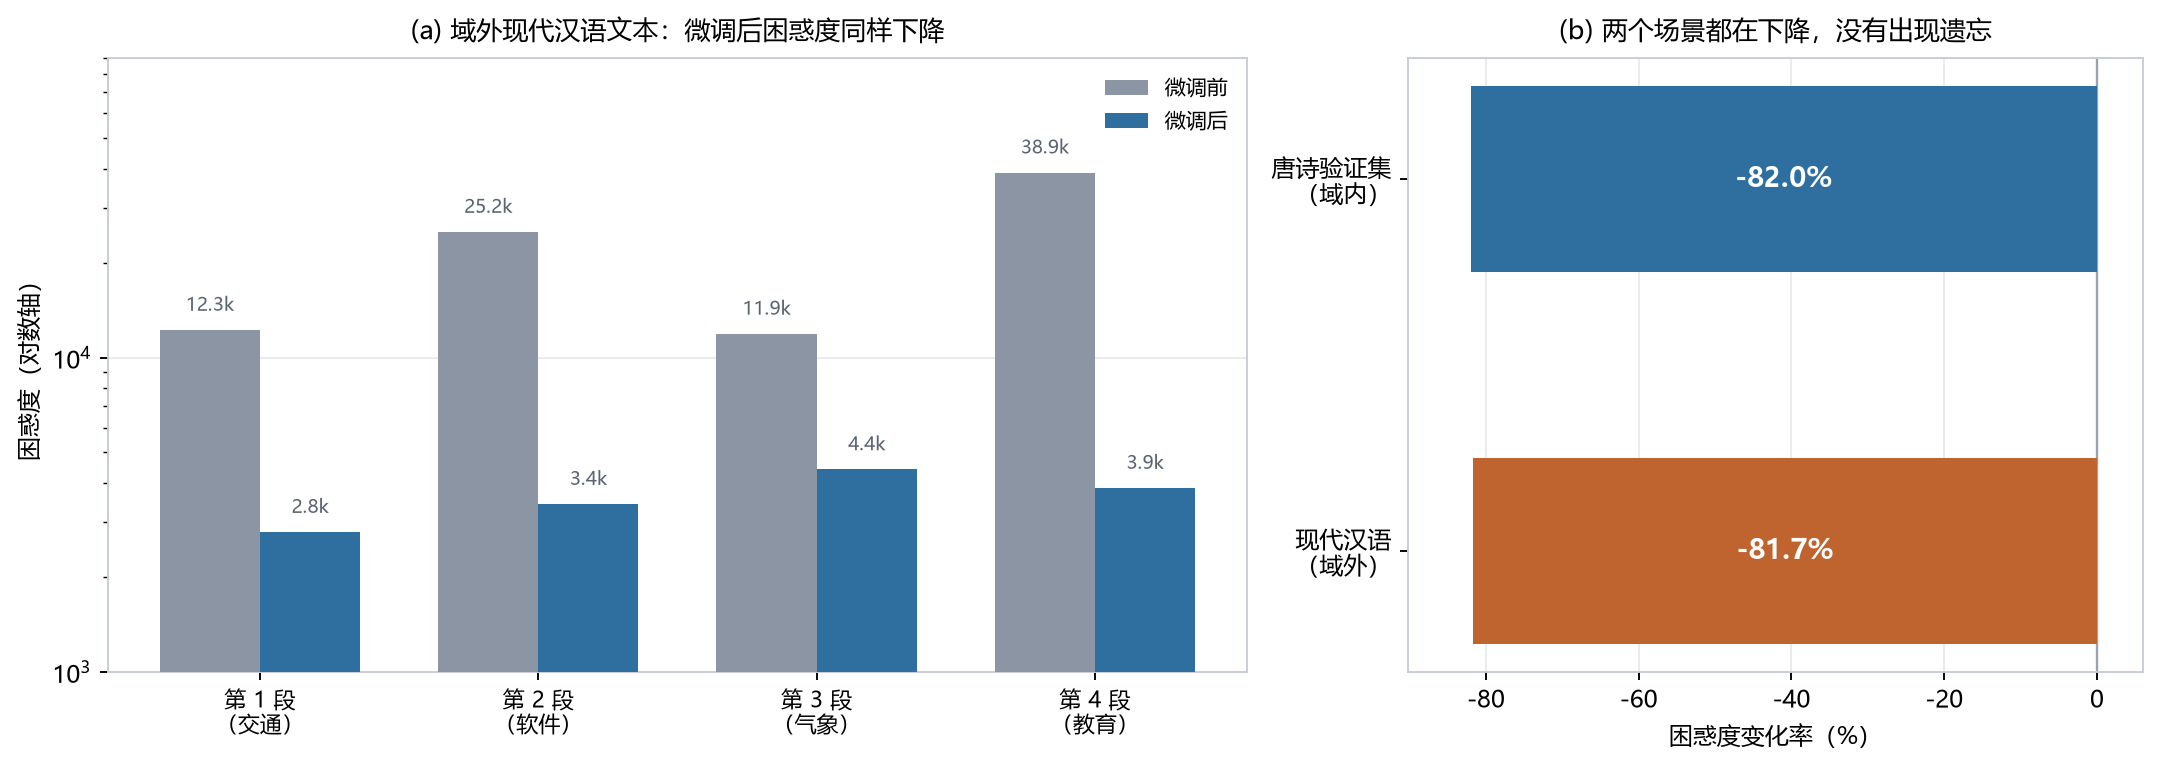 (a) 域外现代汉语文本：微调后困惑度同样下降
微调前
微调后
困惑度（对数轴）
10⁴
10³
12.3k
2.8k
25.2k
3.4k
11.9k
4.4k
38.9k
3.9k
第 1 段
（交通）
第 2 段
（软件）
第 3 段
（气象）
第 4 段
（教育）
(b) 两个场景都在下降，没有出现遗忘
唐诗验证集
（域内）
-82.0%
现代汉语
（域外）
-81.7%
-80
-60
-40
-20
0
困惑度变化率（%）